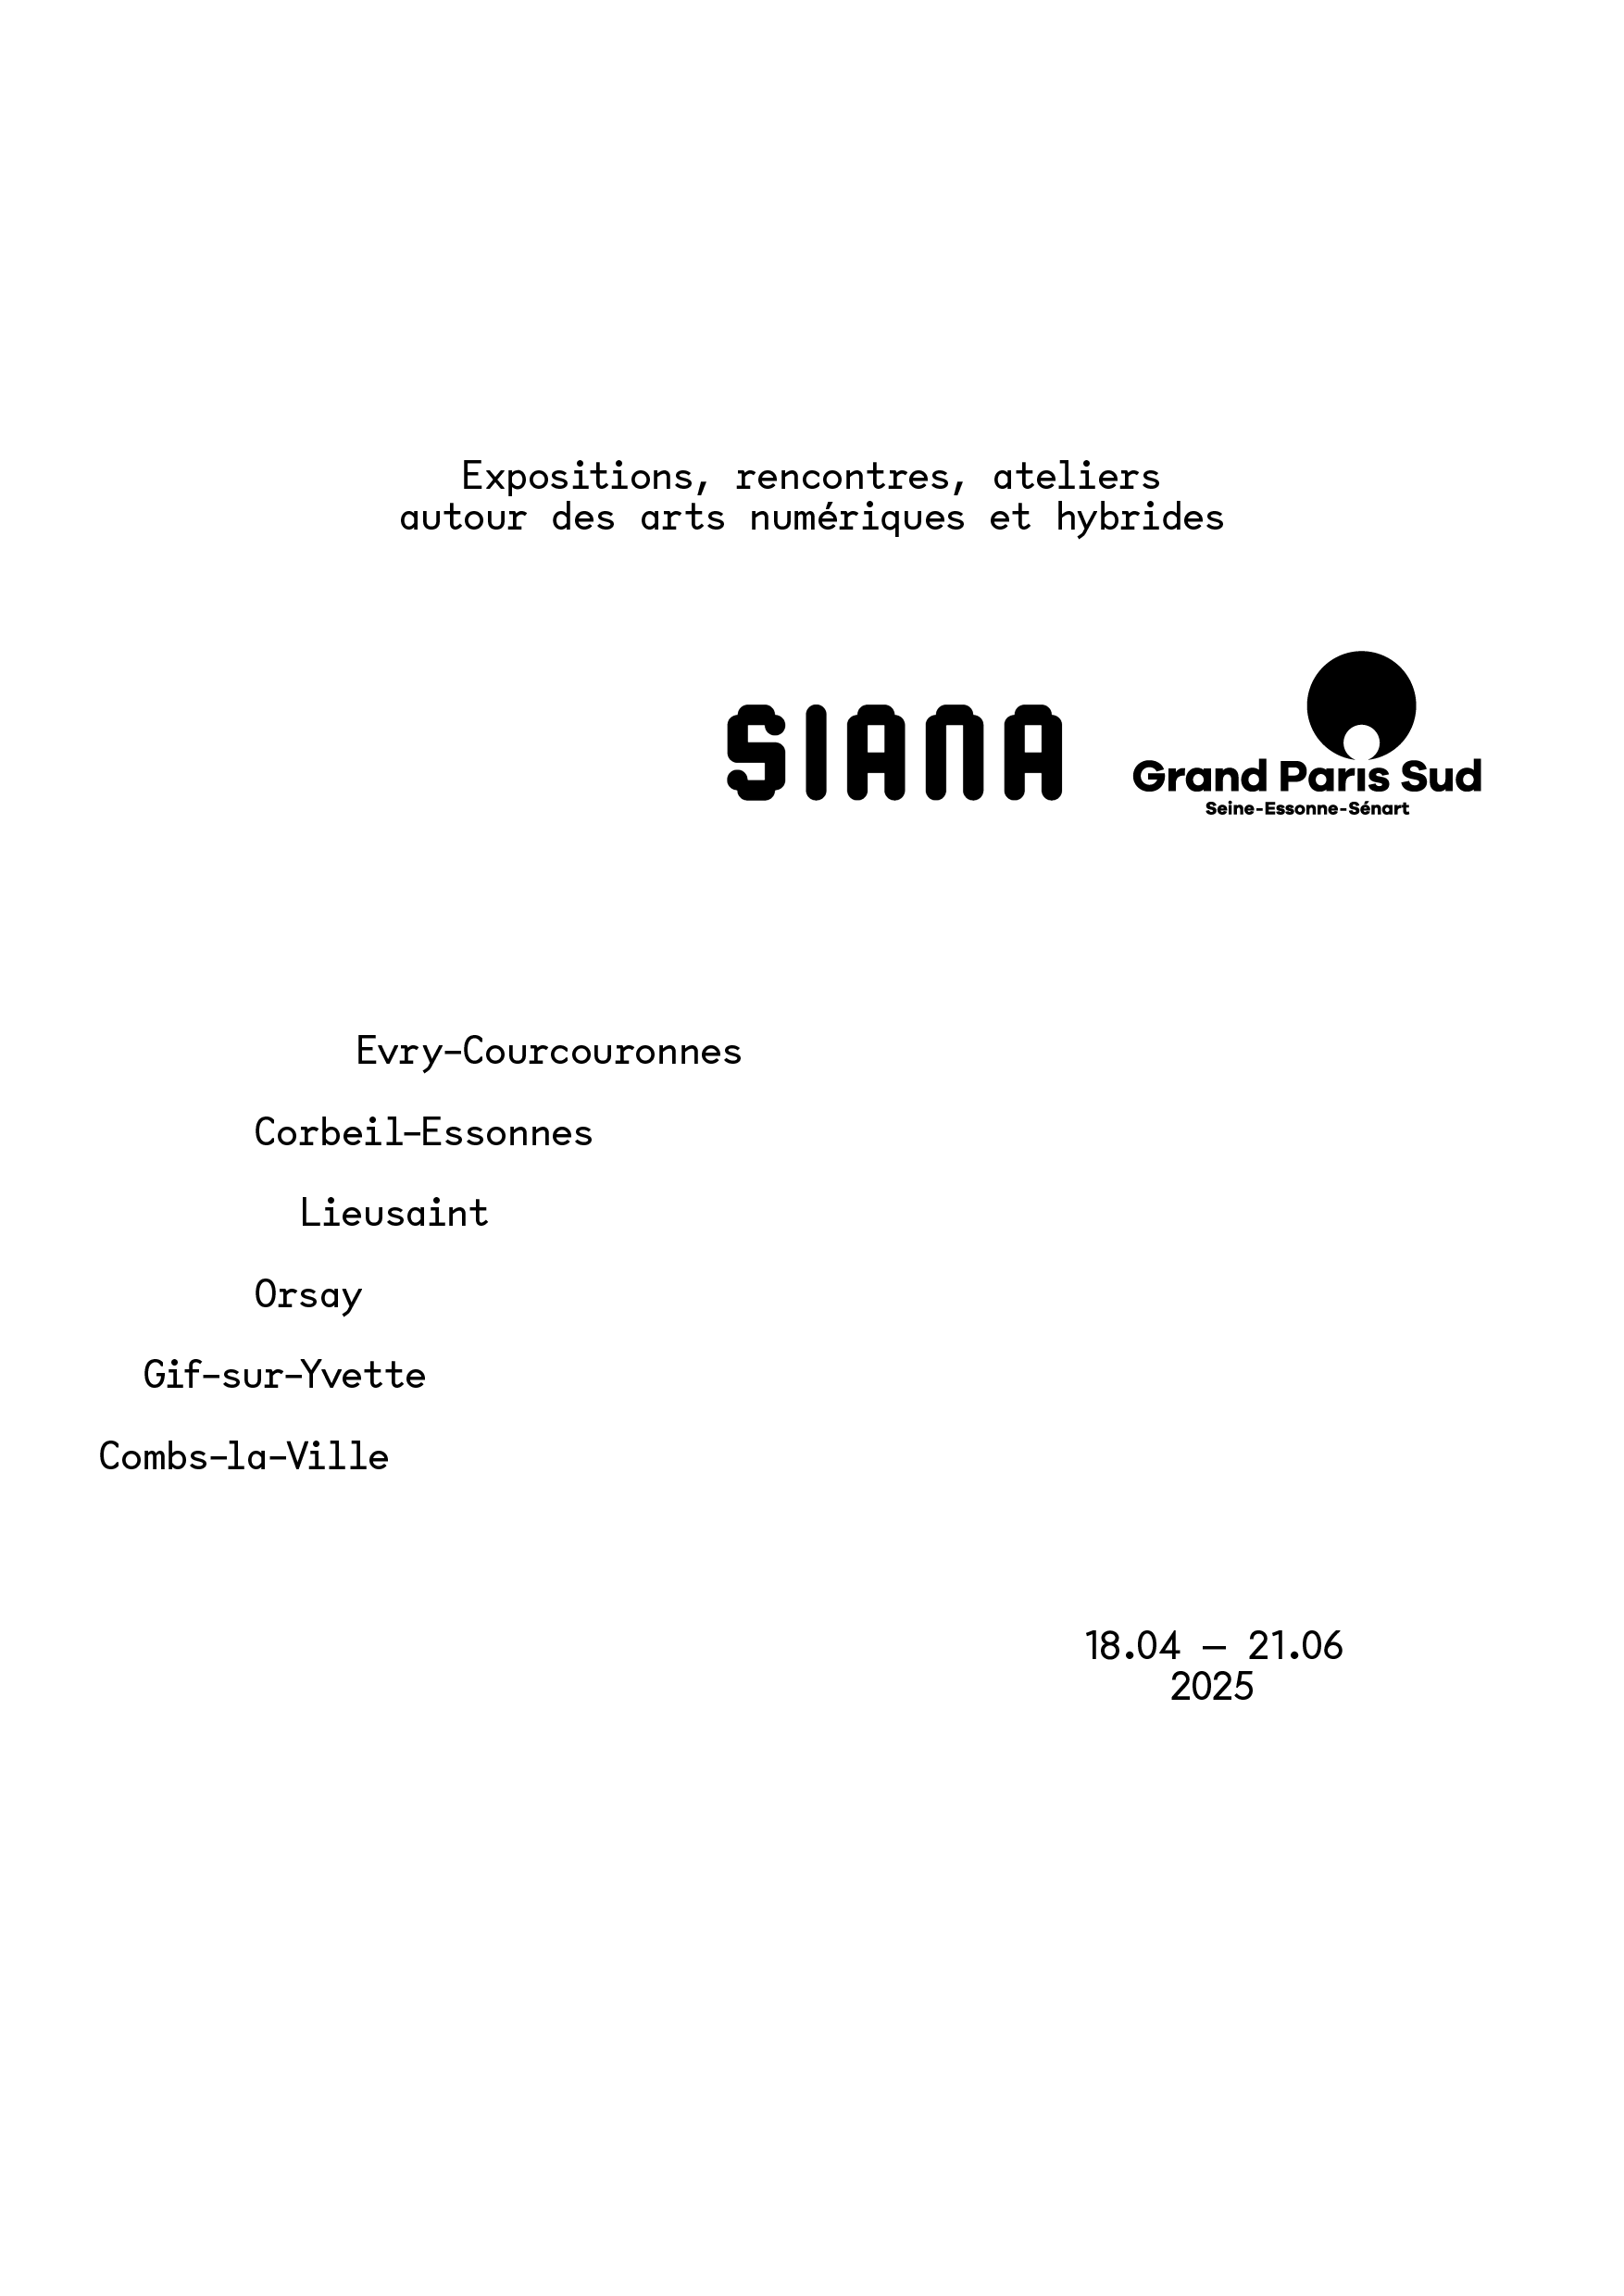 Expositions, rencontres, ateliers
autour des arts numériques et hybrides
SIANA
Grand Paris Sud
Seine-Essonne-Sénart
Evry-Courcouronnes
Corbeil-Essonnes
Lieusaint
Orsay
Gif-sur-Yvette
Combs-la-Ville
18.04 – 21.06
2025